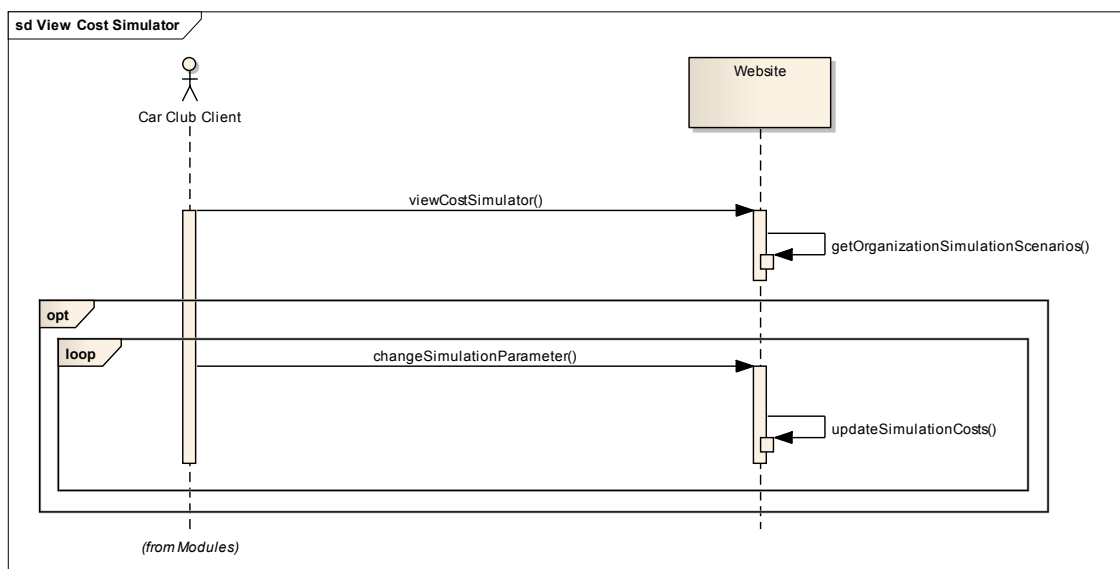 sd View Cost Simulator
Car Club Client
Website
viewCostSimulator()
getOrganizationSimulationScenarios()
opt
loop
changeSimulationParameter()
updateSimulationCosts()
(from Modules)